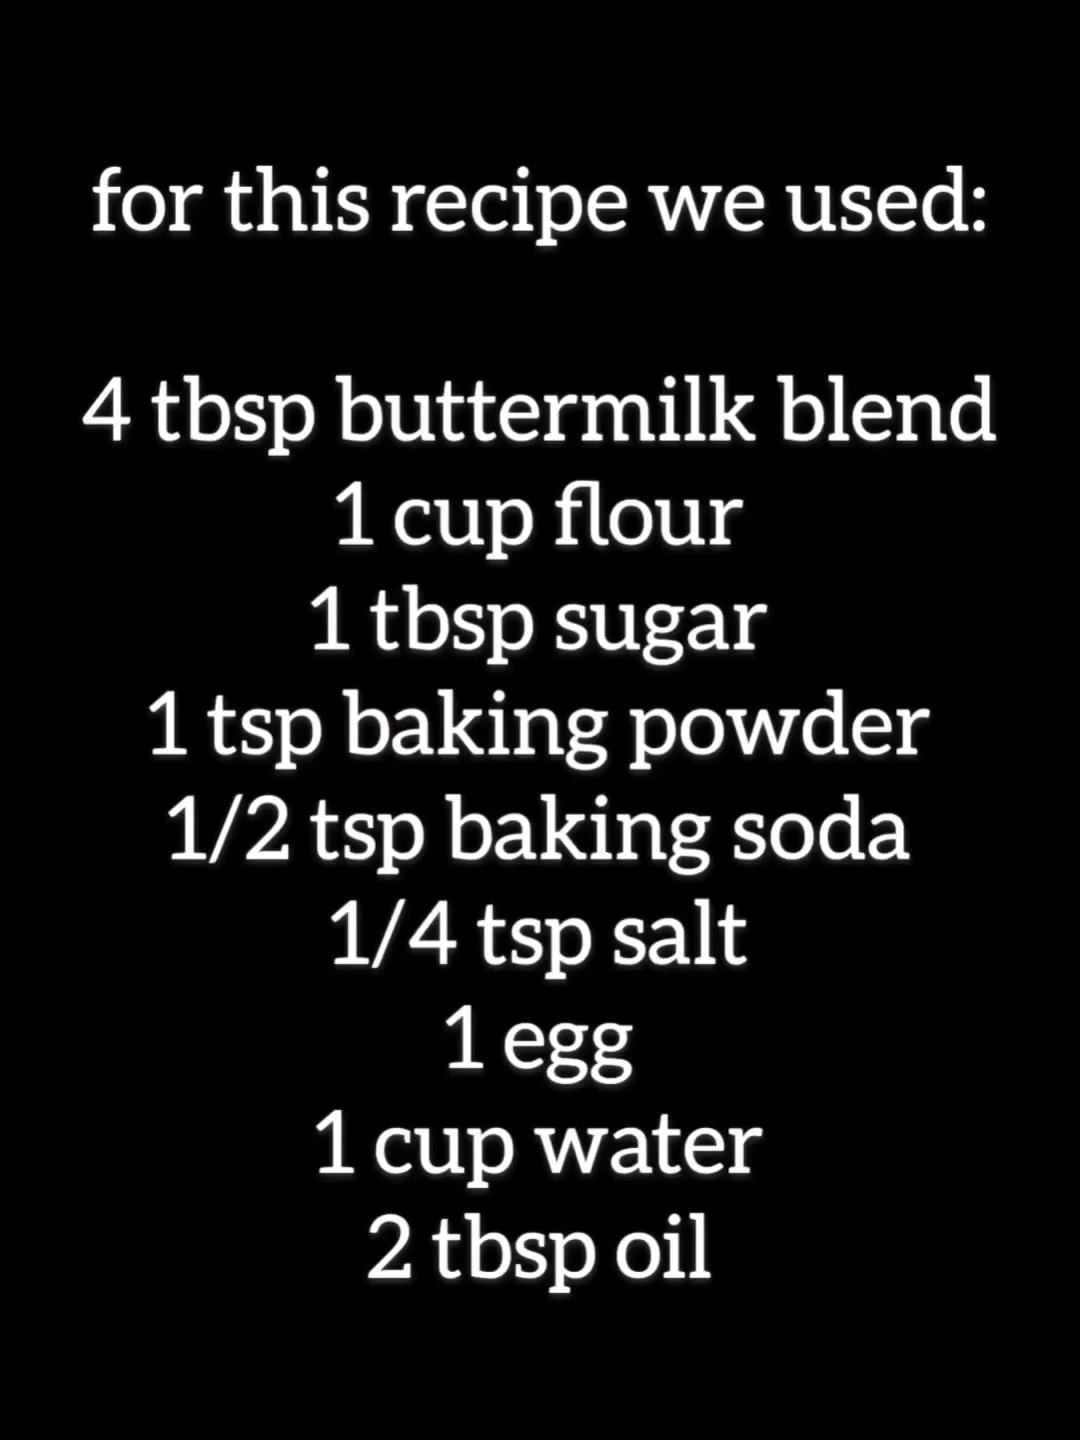 for this recipe we used:
4 tbsp buttermilk blend
1 cup flour
1 tbsp sugar
1 tsp baking powder
1/2 tsp baking soda
1/4 tsp salt
1 egg
1 cup water
2 tbsp oil